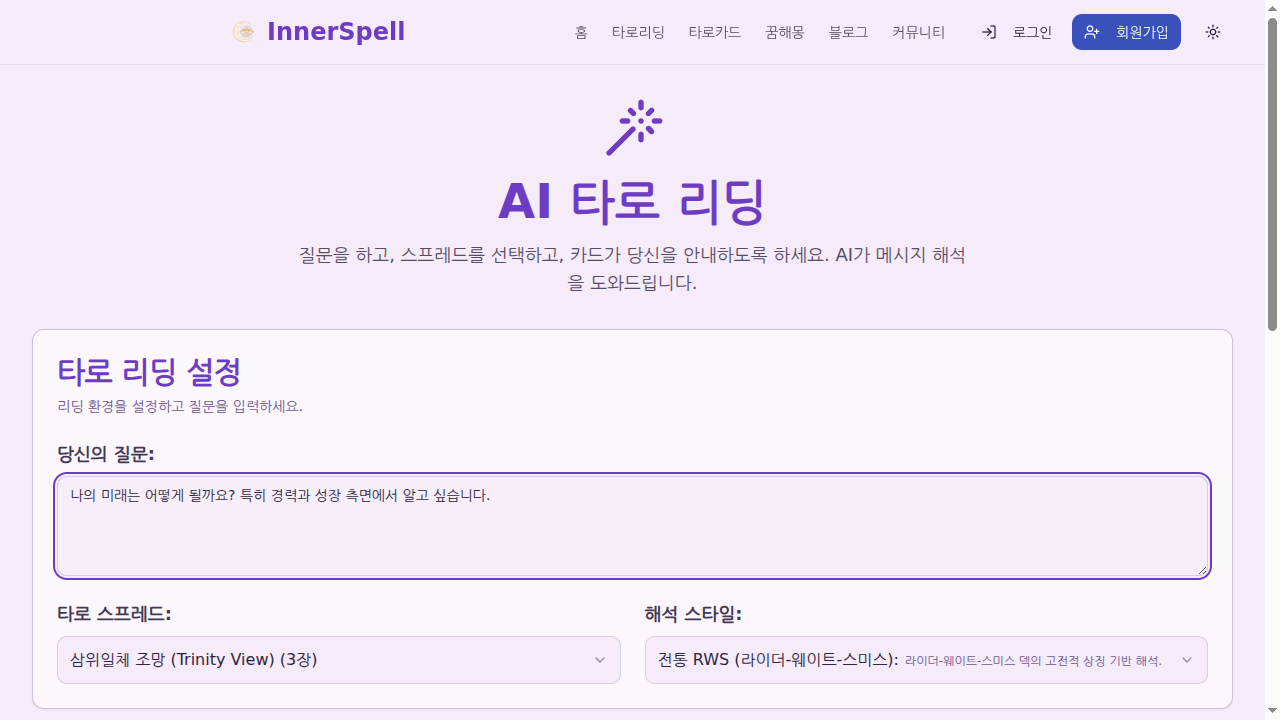 InnerSpell
홈 타로리딩 타로카드 꿈해몽 블로그 커뮤니티 로그인 회원가입
AI 타로 리딩
질문을 하고, 스프레드를 선택하고, 카드가 당신을 안내하도록 하세요. AI가 메시지 해석
을 도와드립니다.
타로 리딩 설정
리딩 환경을 설정하고 질문을 입력하세요.
당신의 질문:
나의 미래는 어떻게 될까요? 특히 경력과 성장 측면에서 알고 싶습니다.
타로 스프레드:
삼위일체 조망 (Trinity View) (3장)
해석 스타일:
전통 RWS (라이더-웨이트-스미스): 라이더-웨이트-스미스 덱의 고전적 상징 기반 해석.